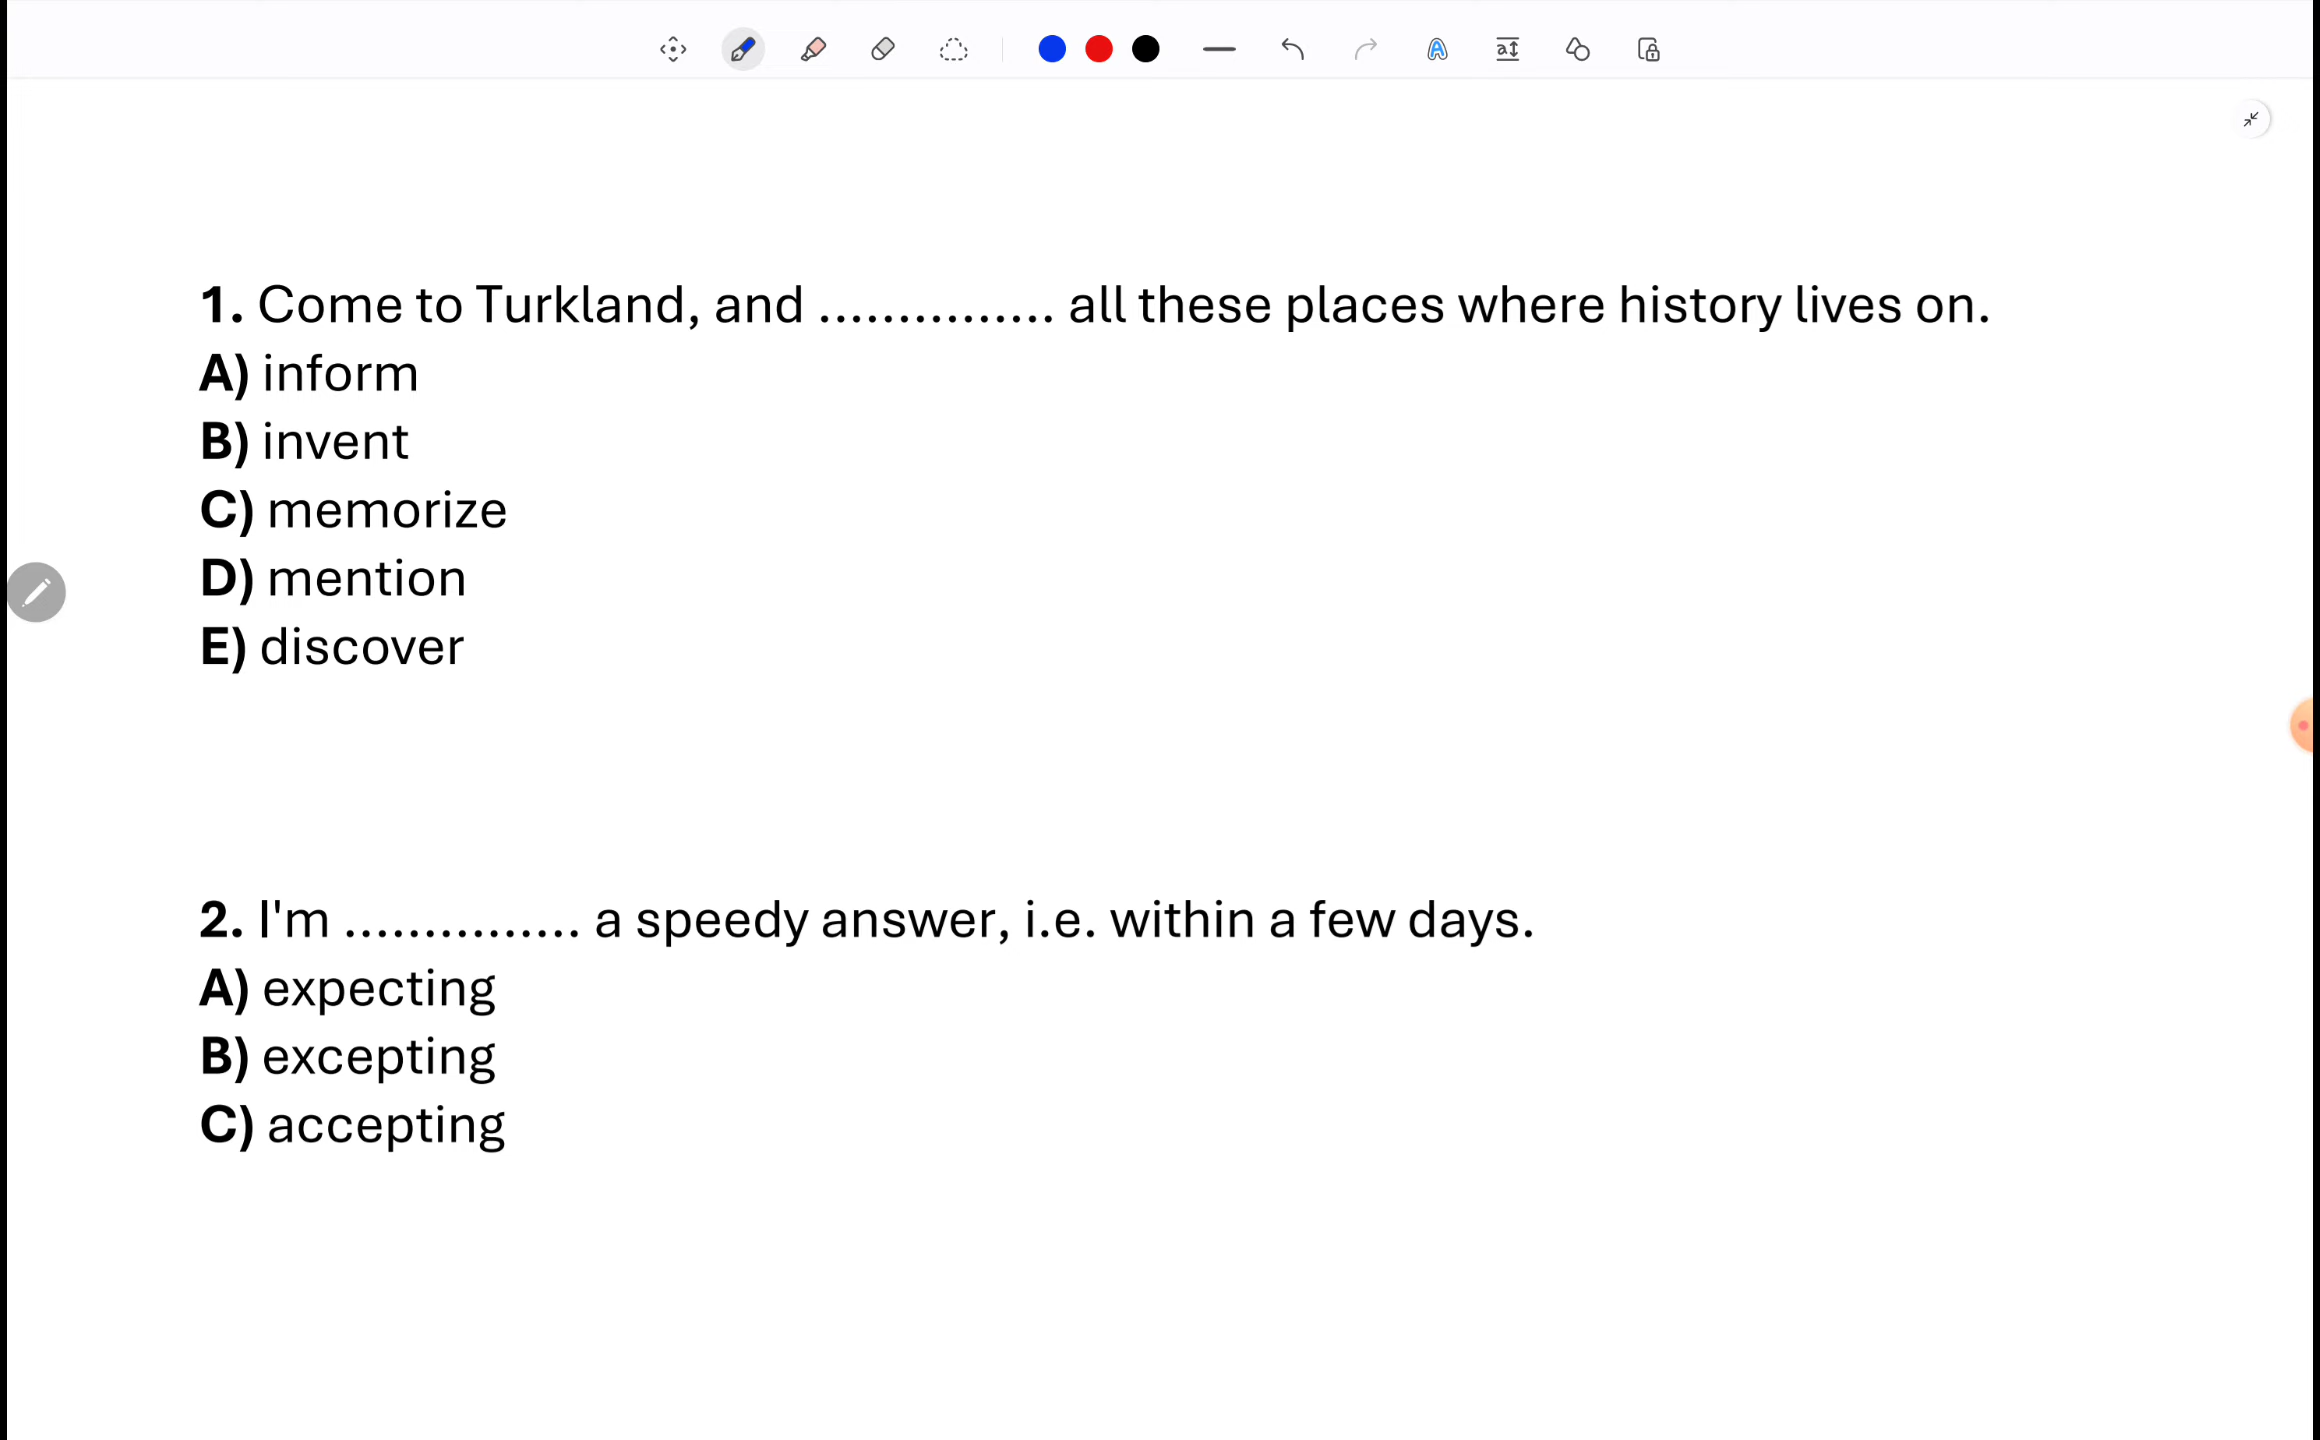 1. Come to Turkland, and ............... all these places where history lives on.
A) inform
B) invent
C) memorize
D) mention
E) discover
2. I'm ............... a speedy answer, i.e. within a few days.
A) expecting
B) excepting
C) accepting